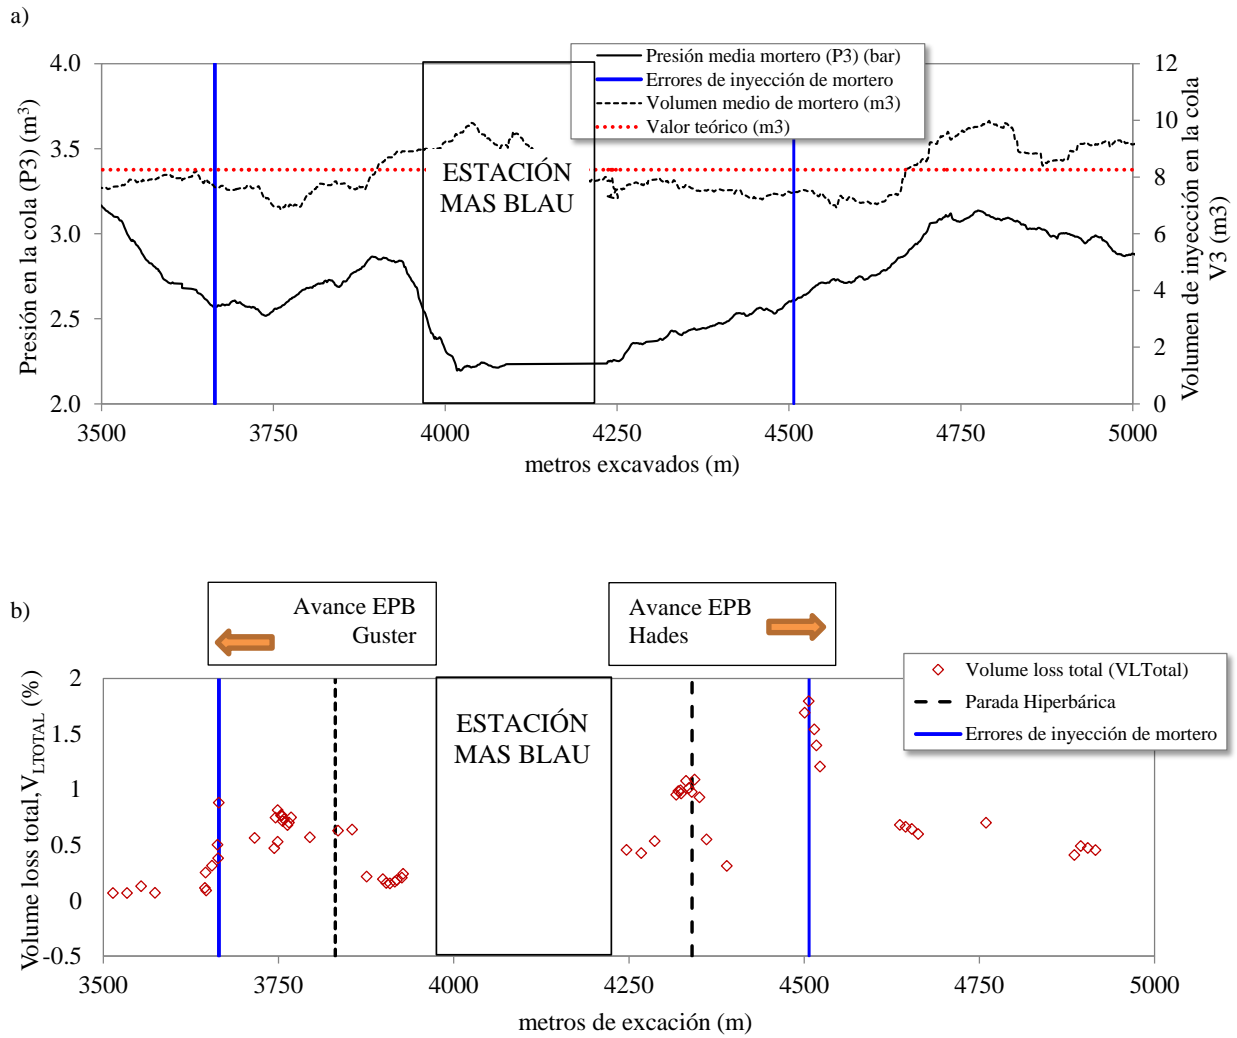 a)
Presión media mortero (P3) (bar)
Errores de inyección de mortero
Volumen medio de mortero (m3)
Valor teórico (m3)
4.0
3.5
3.0
2.5
2.0
Presión en la cola (P3) (m³)
12
10
8
6
4
2
0
Volumen de inyección en la cola
V3 (m3)
ESTACIÓN
MAS BLAU
3500
3750
4000
4250
4500
4750
5000
metros excavados (m)
b)
Avance EPB
Guster
Avance EPB
Hades
Volume loss total (VLTotal)
Parada Hiperbárica
Errores de inyección de mortero
2
1.5
1
0.5
0
-0.5
Volume loss total,VLTOTAL (%)
ESTACIÓN
MAS BLAU
3500
3750
4000
4250
4500
4750
5000
metros de excación (m)